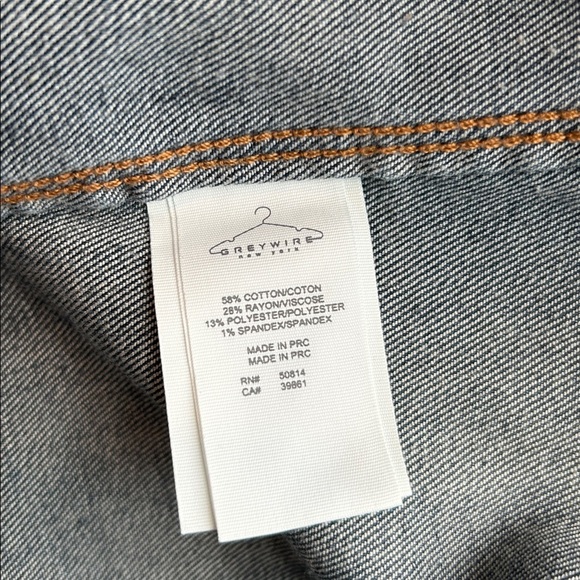 GREYWIRE
NEW YORK
58% COTTON/COTON
28% RAYON/VISCOSE
13% POLYESTER/POLYESTER
1% SPANDEX/SPANDEX
MADE IN PRC
MADE IN PRC
RN# 50814
CA# 39861